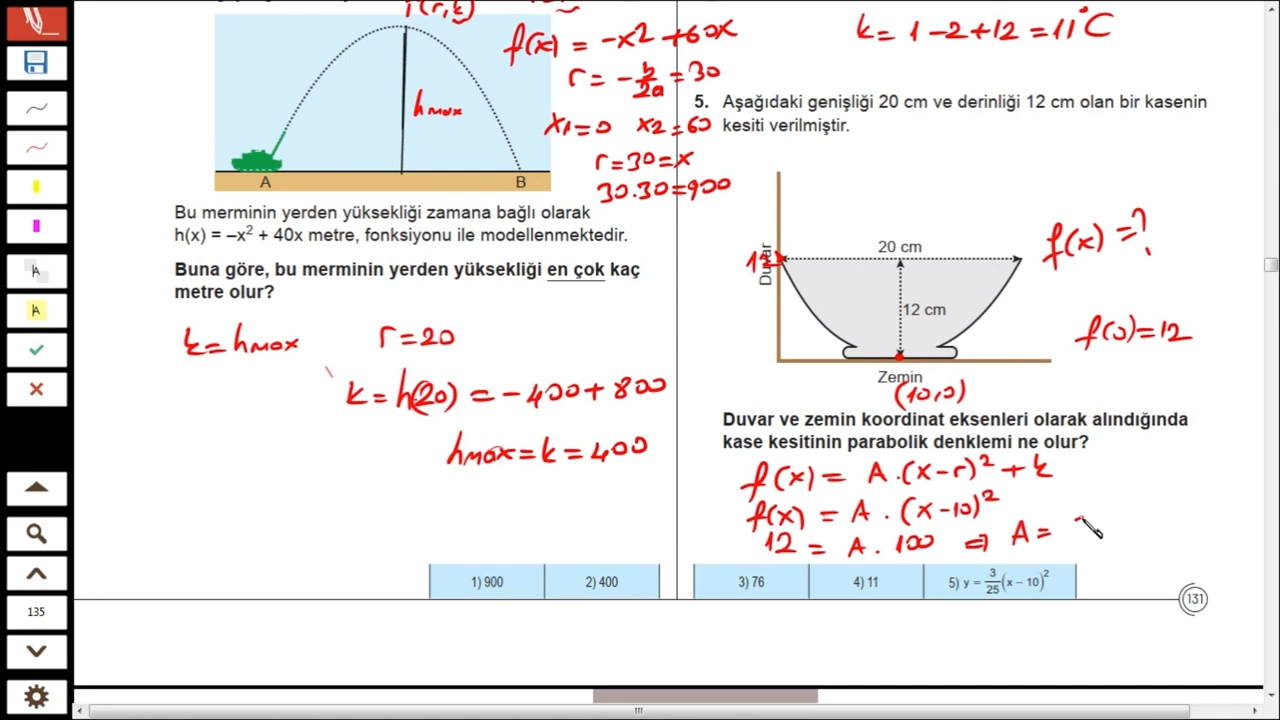 T(r,k)
f(x) = -x2 + 60x
r = - b/2a = 30
hmax
x1=0 x2=60
r=30=x
30.30=900
A
B
Bu merminin yerden yüksekliği zamana bağlı olarak
h(x) = –x² + 40x metre, fonksiyonu ile modellenmektedir.
Buna göre, bu merminin yerden yüksekliği en çok kaç
metre olur?
k = hmax r = 20
k = h(20) = -400 + 800
hmax = k = 400
1) 900
2) 400
k = 1 - 2 + 12 = 11°C
5. Aşağıdaki genişliği 20 cm ve derinliği 12 cm olan bir kasenin
kesiti verilmiştir.
Duvar
12
20 cm
f(x) = ?
12 cm
f(0) = 12
Zemin
(10,0)
Duvar ve zemin koordinat eksenleri olarak alındığında
kase kesitinin parabolik denklemi ne olur?
f(x) = A.(x-r)² + k
f(x) = A . (x-10)²
12 = A . 100 ⇒ A =
3) 76
4) 11
5) y = 3/25 (x – 10)²
131
A
A
135